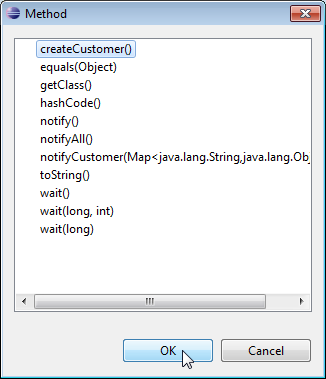 Method
createCustomer()
equals(Object)
getClass()
hashCode()
notify()
notifyAll()
notifyCustomer(Map<java.lang.String,java.lang.Obj
toString()
wait()
wait(long, int)
wait(long)
OK
Cancel